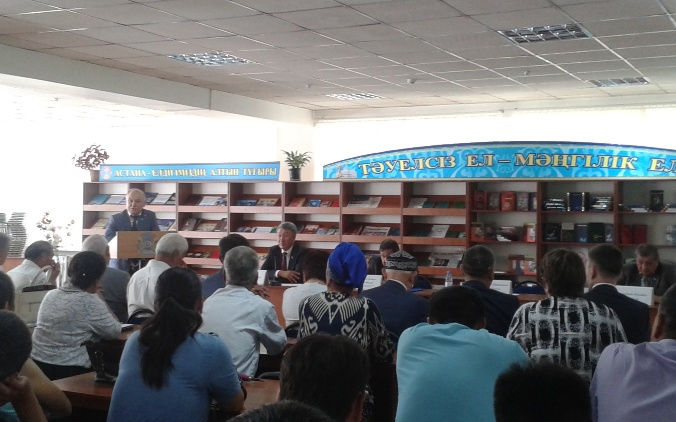 АСТАНА - ЕЛДІГІМІЗДІҢ АЛТЫН ТҰҒЫРЫ
ТӘУЕЛСІЗ ЕЛ – МӘҢГІЛІК ЕЛ